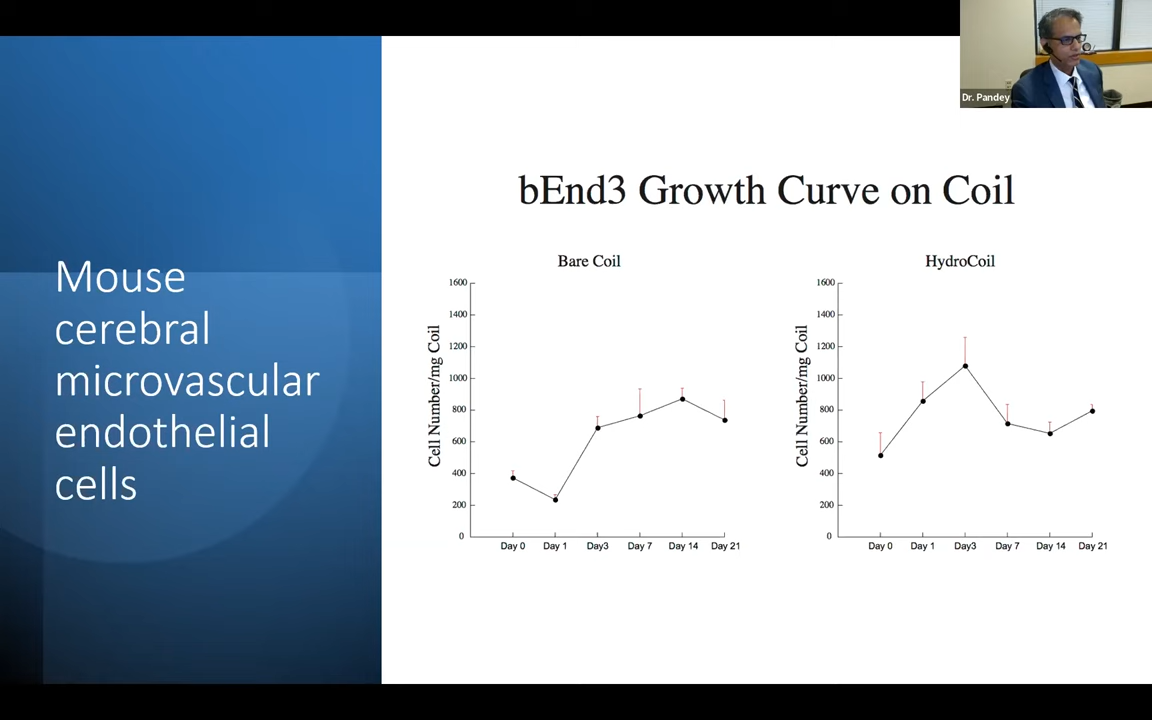 Dr. Pandey
Mouse
cerebral
microvascular
endothelial
cells
bEnd3 Growth Curve on Coil
Bare Coil
Cell Number/mg Coil
1600
1400
1200
1000
800
600
400
200
0
Day 0 Day 1 Day3 Day 7 Day 14 Day 21
HydroCoil
Cell Number/mg Coil
1600
1400
1200
1000
800
600
400
200
0
Day 0 Day 1 Day3 Day 7 Day 14 Day 21